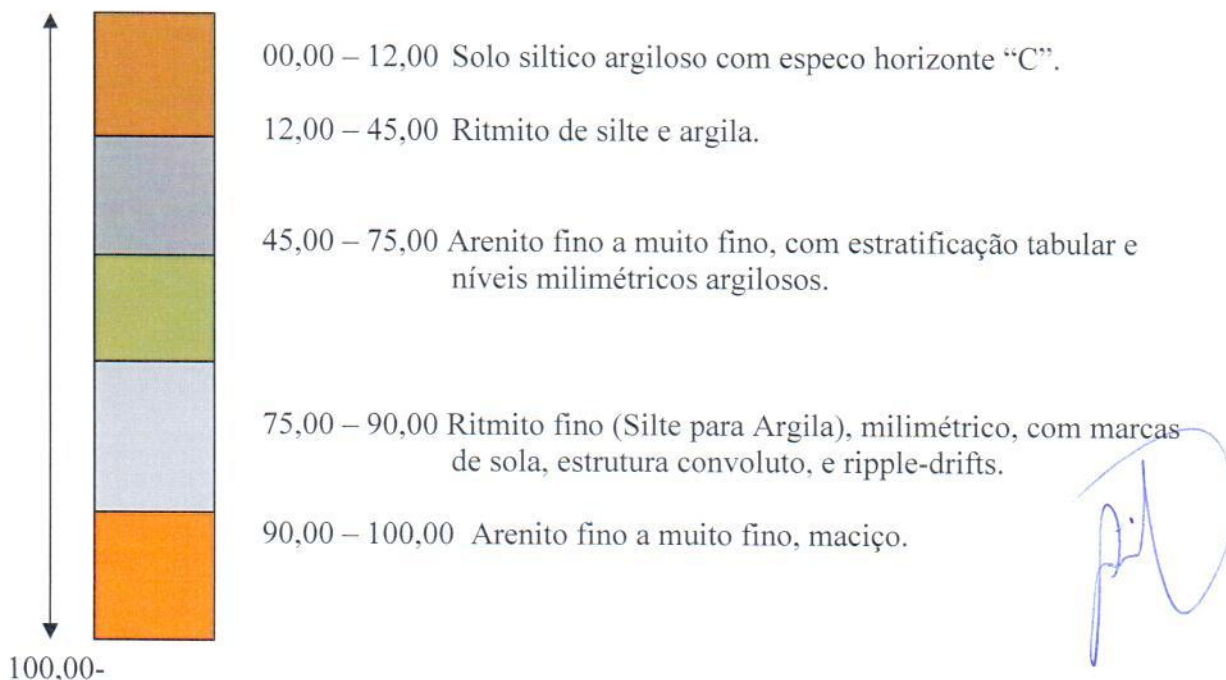 00,00 – 12,00 Solo siltico argiloso com especo horizonte “C”.
12,00 – 45,00 Ritmito de silte e argila.
45,00 – 75,00 Arenito fino a muito fino, com estratificação tabular e
níveis milimétricos argilosos.
75,00 – 90,00 Ritmito fino (Silte para Argila), milimétrico, com marcas
de sola, estrutura convoluto, e ripple-drifts.
90,00 – 100,00 Arenito fino a muito fino, maciço.
100,00-